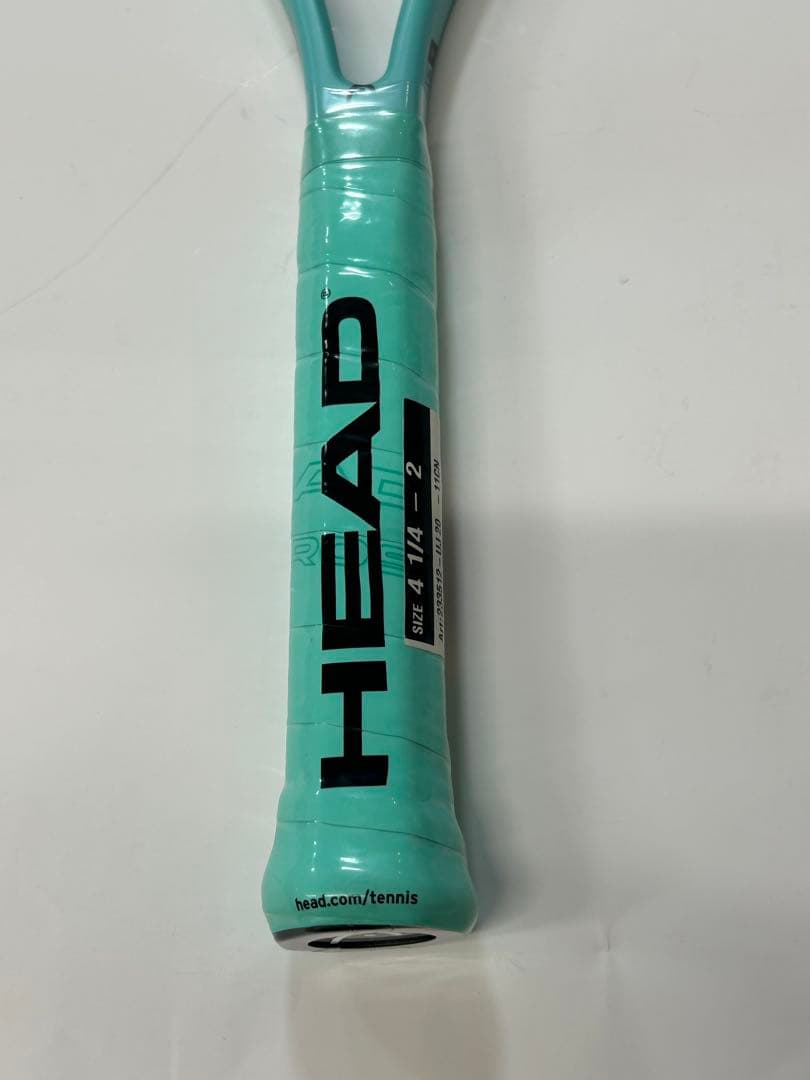 HEAD®
SIZE 4 1/4 – 2
head.com/tennis